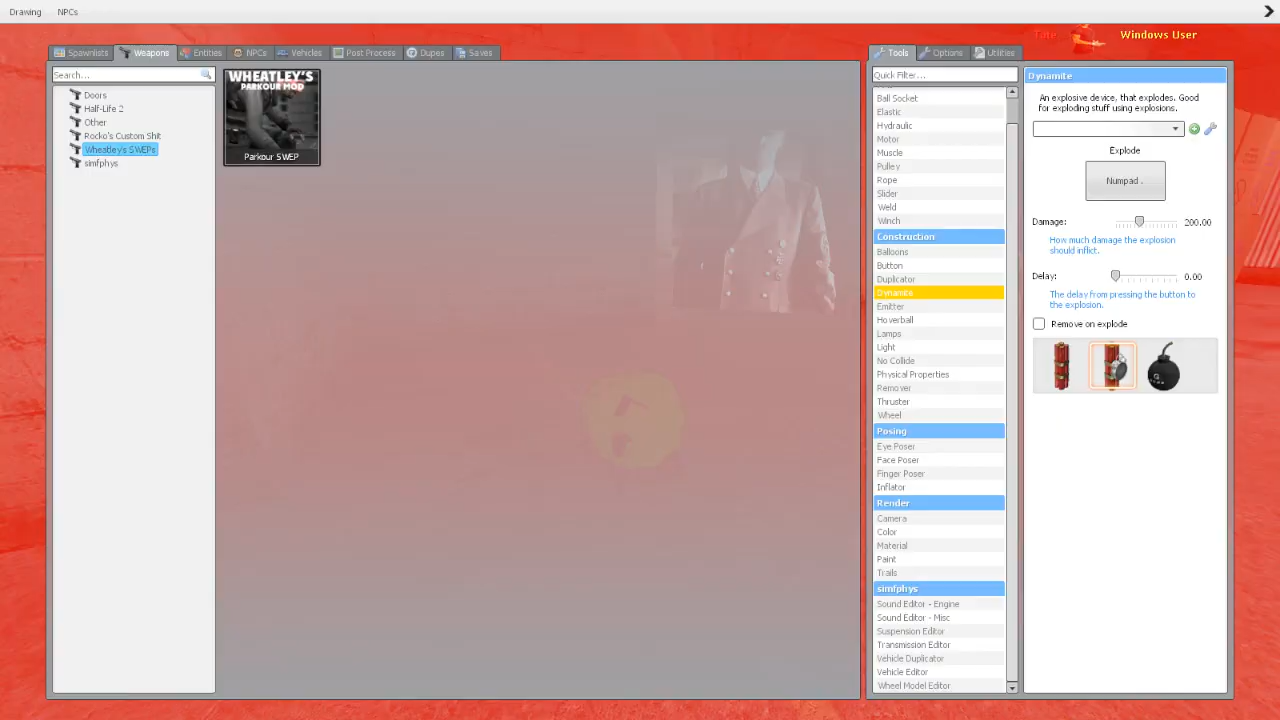 Drawing NPCs
Tote
Windows User
Spawnlists Weapons Entities NPCs Vehicles Post Process Dupes Saves
Tools Options Utilities
Search...
Doors
Half-Life 2
Other
Rocko's Custom Shit
Wheatley's SWEPs
simfphys
WHEATLEY'S
PARKOUR MOD
Parkour SWEP
Quick Filter...
Ball Socket
Elastic
Hydraulic
Motor
Muscle
Pulley
Rope
Slider
Weld
Winch
Construction
Balloons
Button
Duplicator
Dynamite
Emitter
Hoverball
Lamps
Light
No Collide
Physical Properties
Remover
Thruster
Wheel
Posing
Eye Poser
Face Poser
Finger Poser
Inflator
Render
Camera
Color
Material
Paint
Trails
simfphys
Sound Editor - Engine
Sound Editor - Misc
Suspension Editor
Transmission Editor
Vehicle Duplicator
Vehicle Editor
Wheel Model Editor
Dynamite
An explosive device, that explodes. Good
for exploding stuff using explosions.
Explode
Numpad .
Damage: 200.00
How much damage the explosion
should inflict.
Delay: 0.00
The delay from pressing the button to
the explosion.
Remove on explode